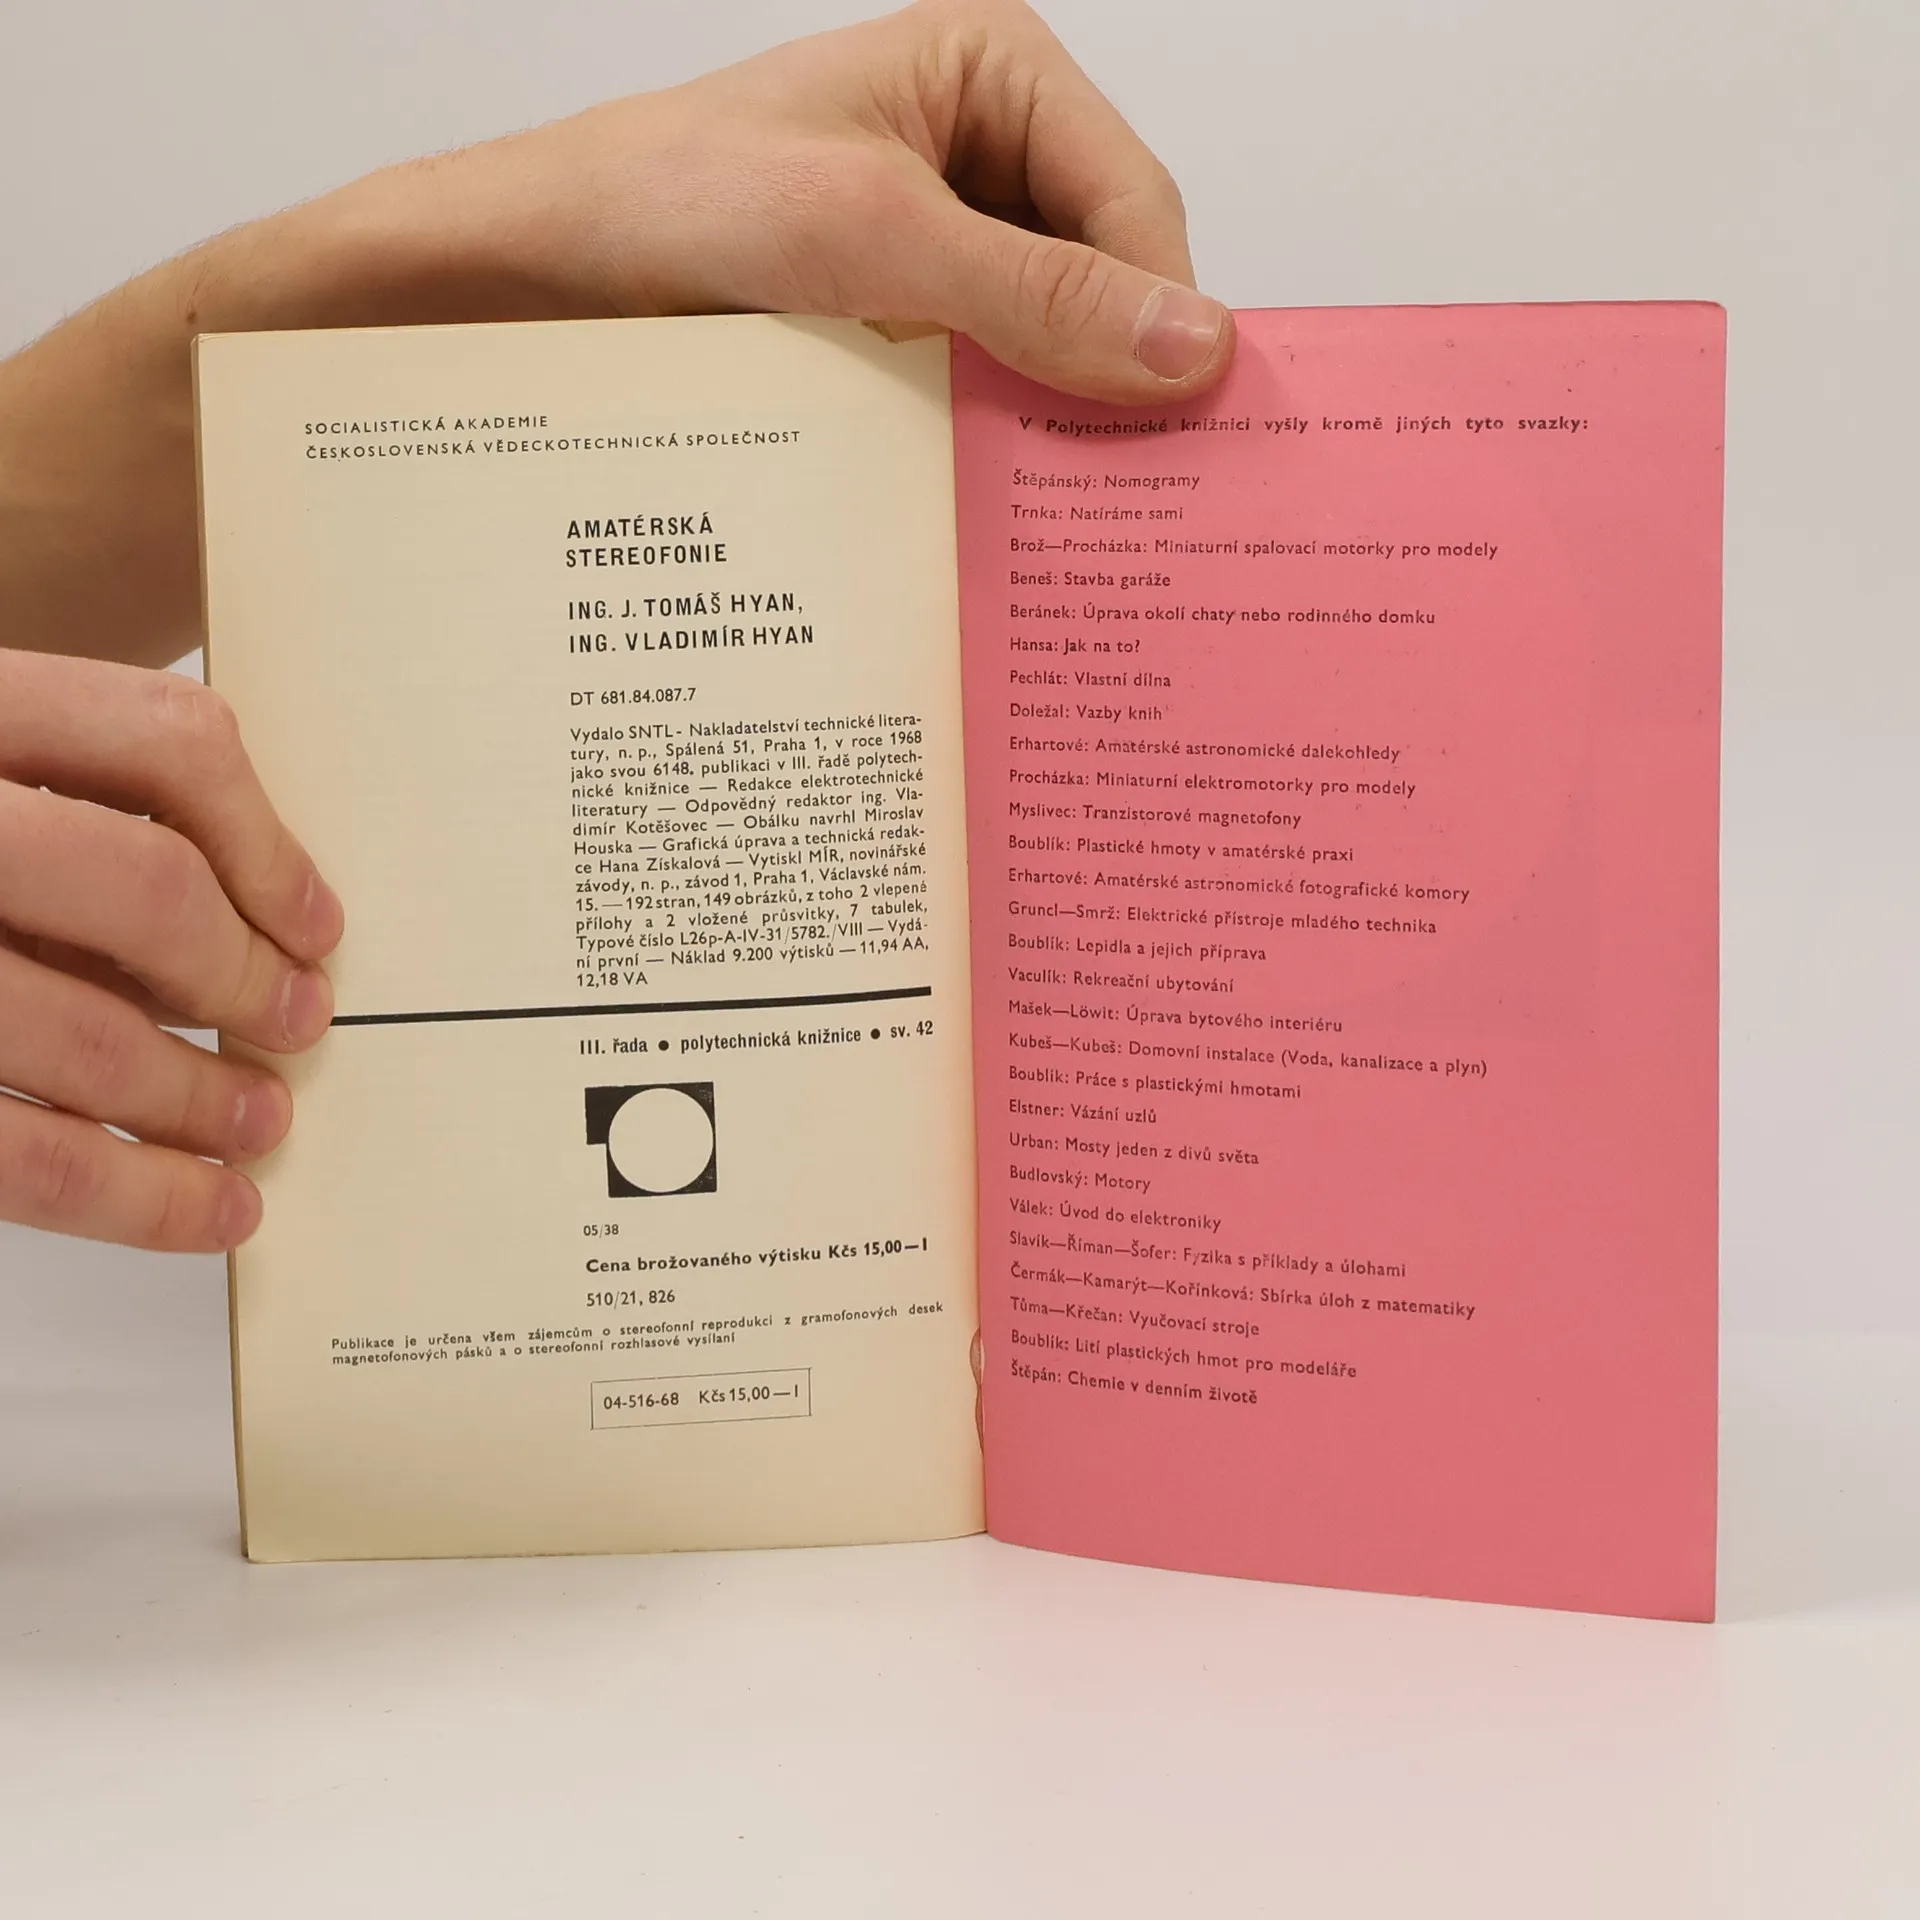 SOCIALISTICKÁ AKADEMIE
ČESKOSLOVENSKÁ VĚDECKOTECHNICKÁ SPOLEČNOST
AMATÉRSKÁ
STEREOFONIE
ING. J. TOMÁŠ HYAN,
ING. VLADIMÍR HYAN
DT 681.84.087.7
Vydalo SNTL - Nakladatelství technické litera-
tury, n. p., Spálená 51, Praha 1, v roce 1968
jako svou 6148. publikaci v III. řadě polytech-
nické knižnice — Redakce elektrotechnické
literatury — Odpovědný redaktor ing. Vla-
dimír Kotěšovec — Obálku navrhl Miroslav
Houska — Grafická úprava a technická redak-
ce Hana Získalová — Vytiskl MÍR, novinářské
závody, n. p., závod 1, Praha 1, Václavské nám.
15. — 192 stran, 149 obrázků, z toho 2 vlepené
přílohy a 2 vložené průsvitky, 7 tabulek,
Typové číslo L26p-A-IV-31/5782./VIII — Vydá-
ní první — Náklad 9.200 výtisků — 11,94 AA,
12,18 VA
III. řada ● polytechnická knižnice ● sv. 42
05/38
Cena brožovaného výtisku Kčs 15,00—I
510/21, 826
Publikace je určena všem zájemcům o stereofonní reprodukci z gramofonových desek
magnetofonových pásků a o stereofonní rozhlasové vysílaní
04-516-68 Kčs 15,00—I
V Polytechnické knižnici vyšly kromě jiných tyto svazky:
Štěpánský: Nomogramy
Trnka: Natíráme sami
Brož—Procházka: Miniaturní spalovací motorky pro modely
Beneš: Stavba garáže
Beránek: Úprava okolí chaty nebo rodinného domku
Hansa: Jak na to?
Pechlát: Vlastní dílna
Doležal: Vazby knih
Erhartové: Amatérské astronomické dalekohledy
Procházka: Miniaturní elektromotorky pro modely
Myslivec: Tranzistorové magnetofony
Boublík: Plastické hmoty v amatérské praxi
Erhartové: Amatérské astronomické fotografické komory
Gruncl—Smrž: Elektrické přístroje mladého technika
Boublík: Lepidla a jejich příprava
Vaculík: Rekreační ubytování
Mašek—Löwit: Úprava bytového interiéru
Kubeš—Kubeš: Domovní instalace (Voda, kanalizace a plyn)
Boublík: Práce s plastickými hmotami
Elstner: Vázání uzlů
Urban: Mosty jeden z divů světa
Budlovský: Motory
Válek: Úvod do elektroniky
Slavík—Říman—Šofer: Fyzika s příklady a úlohami
Čermák—Kamarýt—Kořínková: Sbírka úloh z matematiky
Tůma—Křečan: Vyučovací stroje
Boublík: Lití plastických hmot pro modeláře
Štěpán: Chemie v denním životě